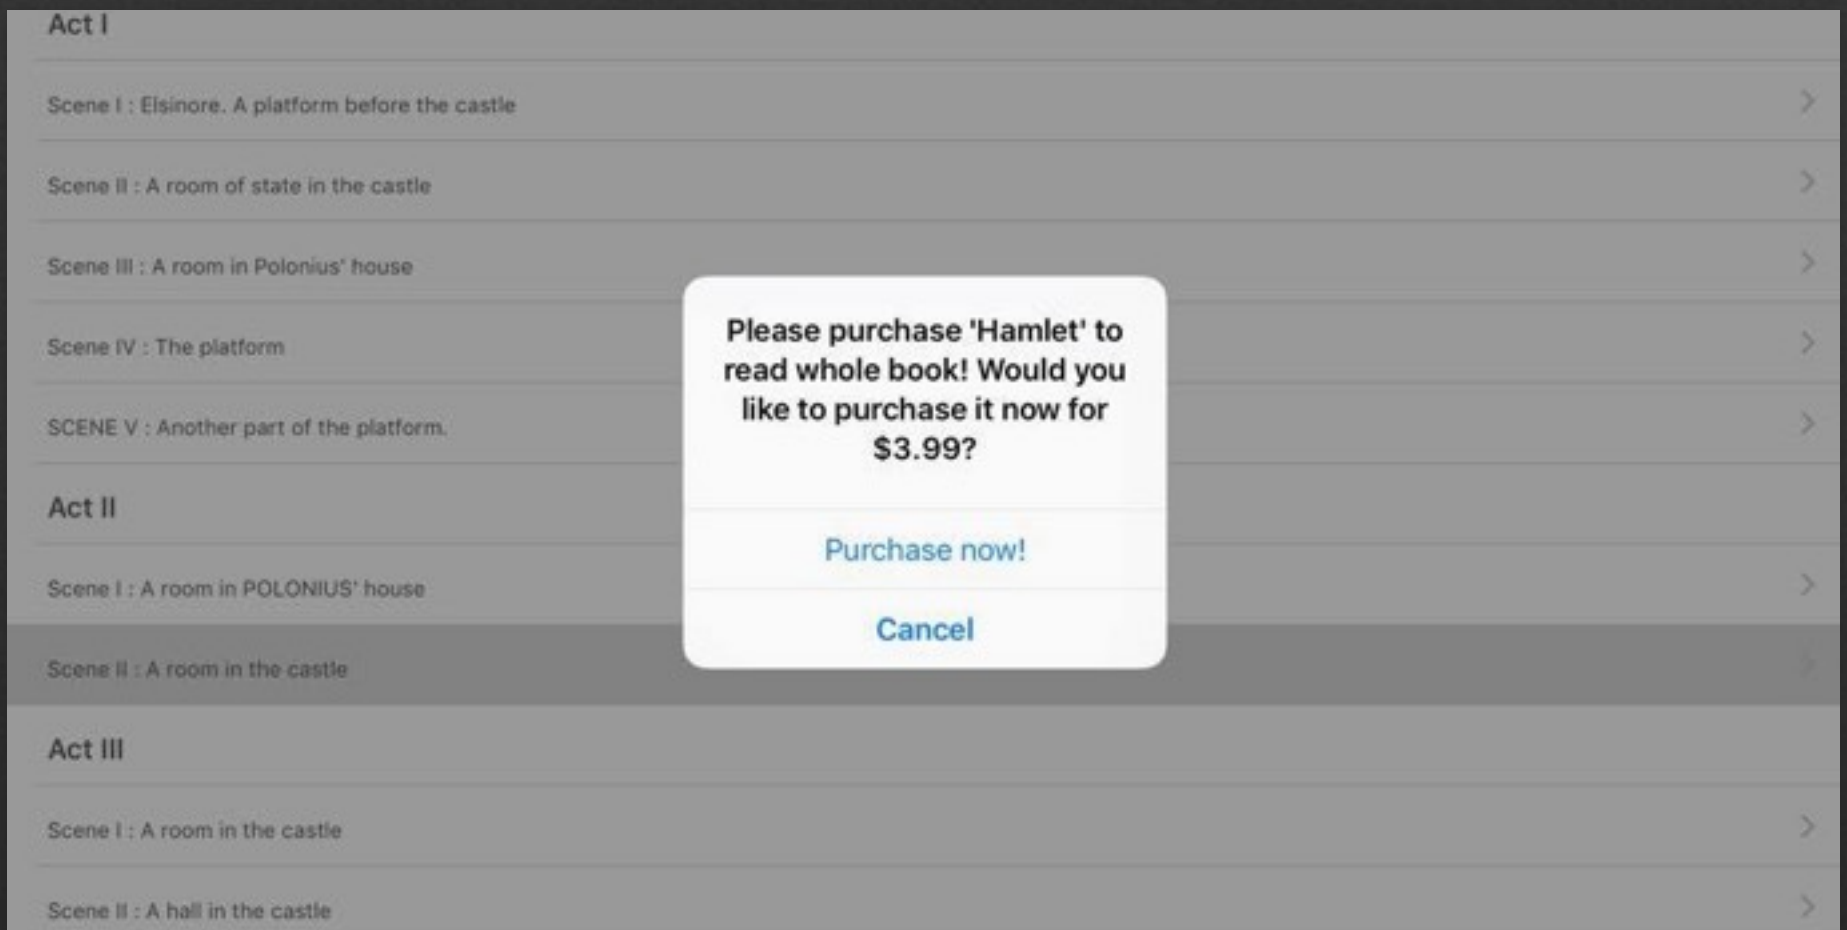 Act I
Scene I : Elsinore. A platform before the castle
Scene II : A room of state in the castle
Scene III : A room in Polonius' house
Scene IV : The platform
SCENE V : Another part of the platform.
Act II
Scene I : A room in POLONIUS' house
Scene II : A room in the castle
Act III
Scene I : A room in the castle
Scene II : A hall in the castle
Please purchase 'Hamlet' to
read whole book! Would you
like to purchase it now for
$3.99?
Purchase now!
Cancel